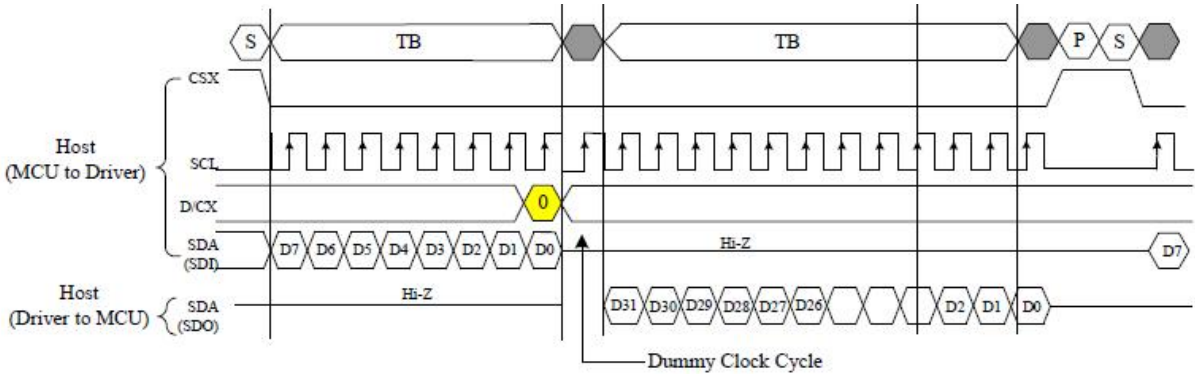 S TB TB P S
CSX
Host
(MCU to Driver)
SCL
D/CX 0
SDA
(SDI)
D7 D6 D5 D4 D3 D2 D1 D0 Hi-Z D7
Host
(Driver to MCU)
SDA
(SDO)
Hi-Z D31 D30 D29 D28 D27 D26 D2 D1 D0
Dummy Clock Cycle